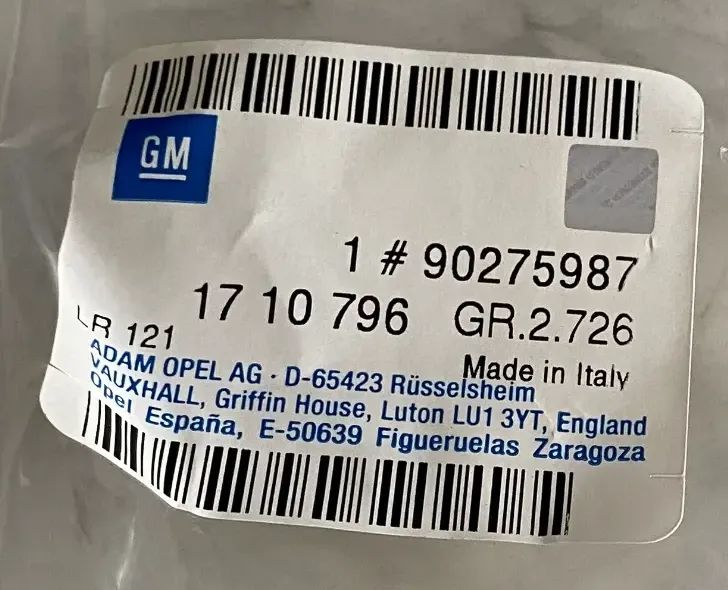 GM
1 # 90275987
17 10 796 GR.2.726
LR 121
Made in Italy
ADAM OPEL AG · D-65423 Rüsselsheim
VAUXHALL, Griffin House, Luton LU1 3YT, England
Opel España, E-50639 Figueruelas Zaragoza